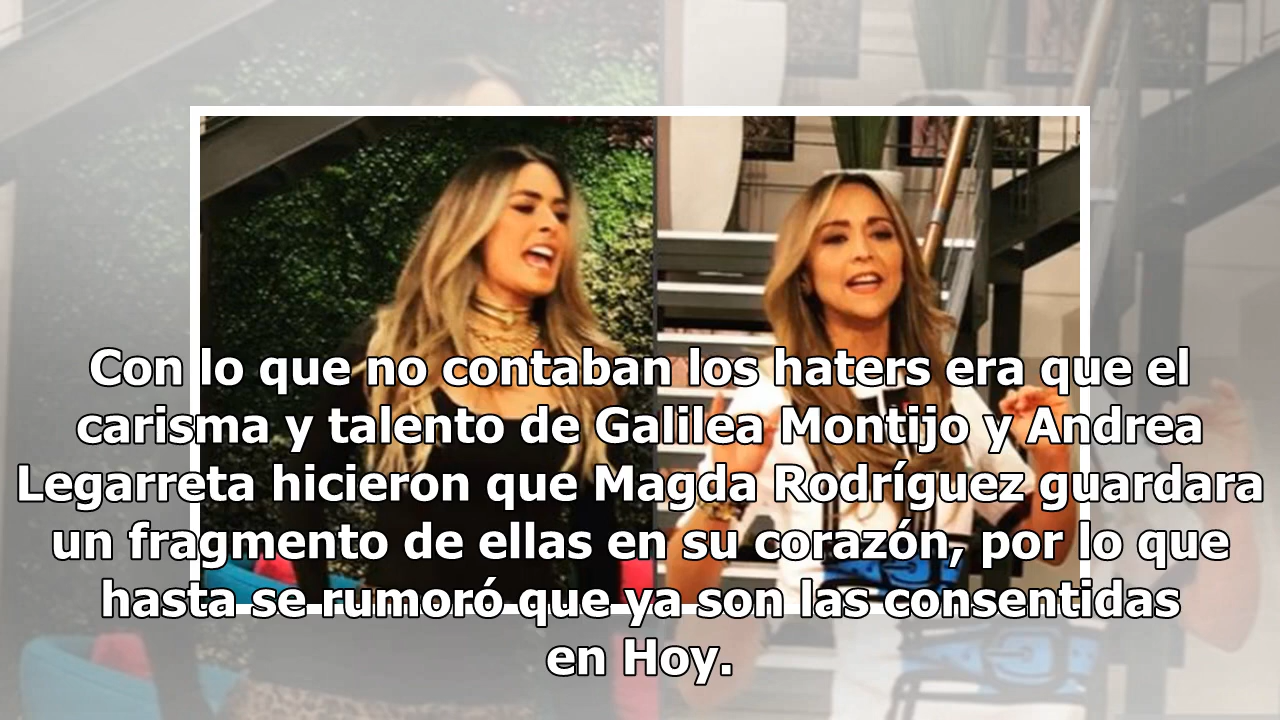 Con lo que no contaban los haters era que el
carisma y talento de Galilea Montijo y Andrea
Legarreta hicieron que Magda Rodríguez guardara
un fragmento de ellas en su corazón, por lo que
hasta se rumoró que ya son las consentidas
en Hoy.